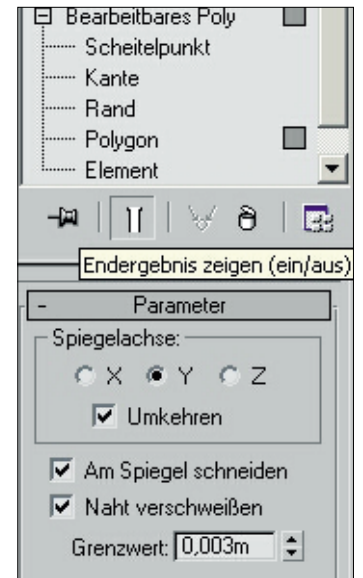 Bearbeitbares Poly
Scheitelpunkt
Kante
Rand
Polygon
Element
Endergebnis zeigen (ein/aus)
- Parameter
Spiegelachse:
X Y Z
Umkehren
Am Spiegel schneiden
Naht verschweißen
Grenzwert: 0,003m